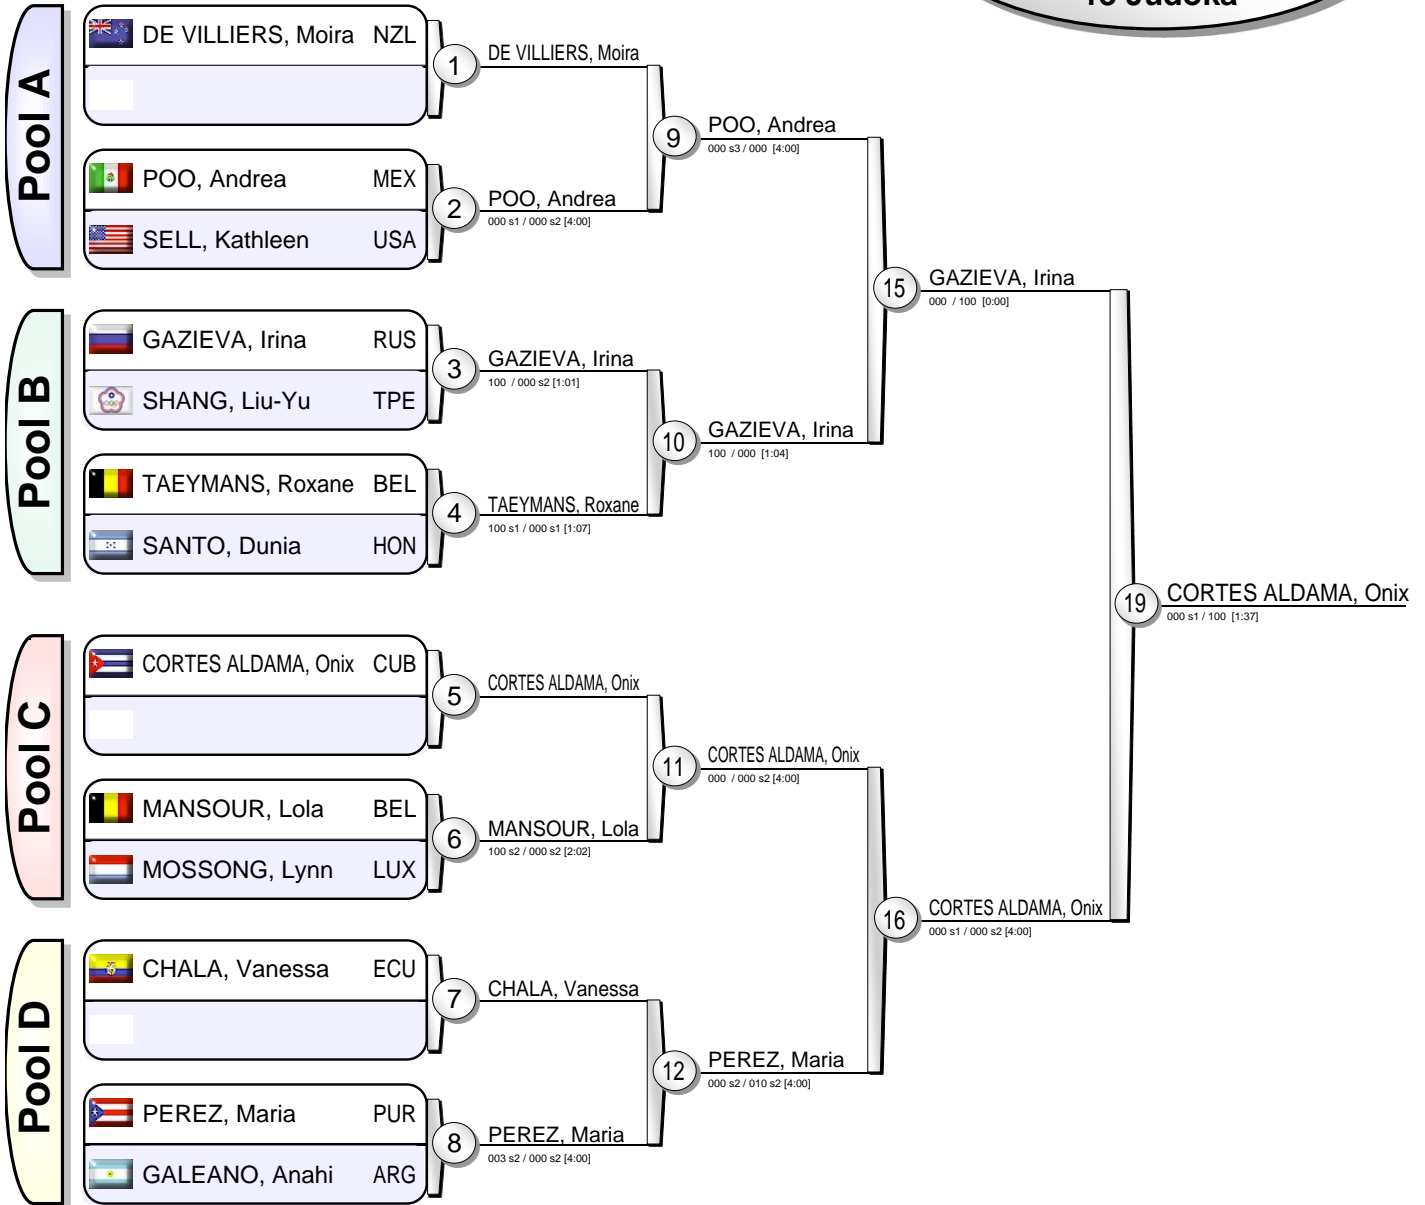 13 Judoka
Pool A
DE VILLIERS, Moira NZL
POO, Andrea MEX
SELL, Kathleen USA
Pool B
GAZIEVA, Irina RUS
SHANG, Liu-Yu TPE
TAEYMANS, Roxane BEL
SANTO, Dunia HON
Pool C
CORTES ALDAMA, Onix CUB
MANSOUR, Lola BEL
MOSSONG, Lynn LUX
Pool D
CHALA, Vanessa ECU
PEREZ, Maria PUR
GALEANO, Anahi ARG
1 DE VILLIERS, Moira
2 POO, Andrea
000 s1 / 000 s2 [4:00]
3 GAZIEVA, Irina
100 / 000 s2 [1:01]
4 TAEYMANS, Roxane
100 s1 / 000 s1 [1:07]
5 CORTES ALDAMA, Onix
6 MANSOUR, Lola
100 s2 / 000 s2 [2:02]
7 CHALA, Vanessa
8 PEREZ, Maria
003 s2 / 000 s2 [4:00]
9 POO, Andrea
000 s3 / 000 [4:00]
10 GAZIEVA, Irina
100 / 000 [1:04]
11 CORTES ALDAMA, Onix
000 / 000 s2 [4:00]
12 PEREZ, Maria
000 s2 / 010 s2 [4:00]
15 GAZIEVA, Irina
000 / 100 [0:00]
16 CORTES ALDAMA, Onix
000 s1 / 000 s2 [4:00]
19 CORTES ALDAMA, Onix
000 s1 / 100 [1:37]